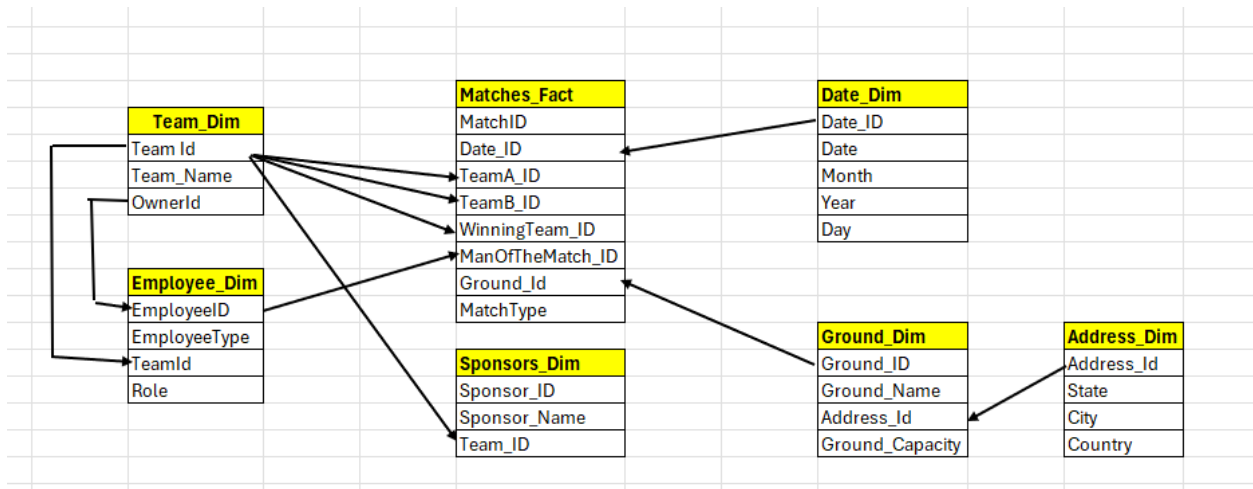 Team_Dim
Team Id
Team_Name
OwnerId
Employee_Dim
EmployeeID
EmployeeType
TeamId
Role
Matches_Fact
MatchID
Date_ID
TeamA_ID
TeamB_ID
WinningTeam_ID
ManOfTheMatch_ID
Ground_Id
MatchType
Sponsors_Dim
Sponsor_ID
Sponsor_Name
Team_ID
Date_Dim
Date_ID
Date
Month
Year
Day
Ground_Dim
Ground_ID
Ground_Name
Address_Id
Ground_Capacity
Address_Dim
Address_Id
State
City
Country